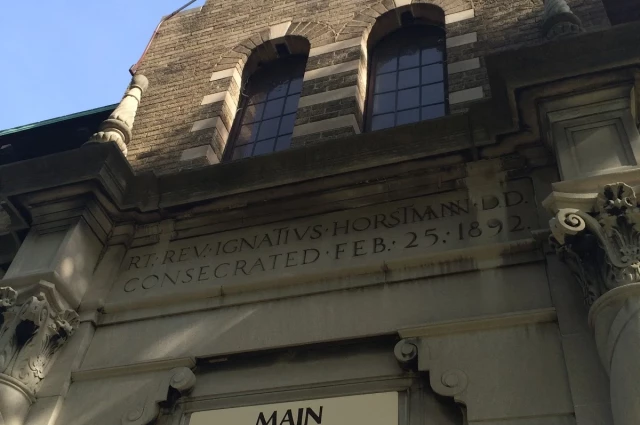 RT·REV·IGNATIVS·HORSTMANN·D.D.
CONSECRATED·FEB·25·1892.
MAIN